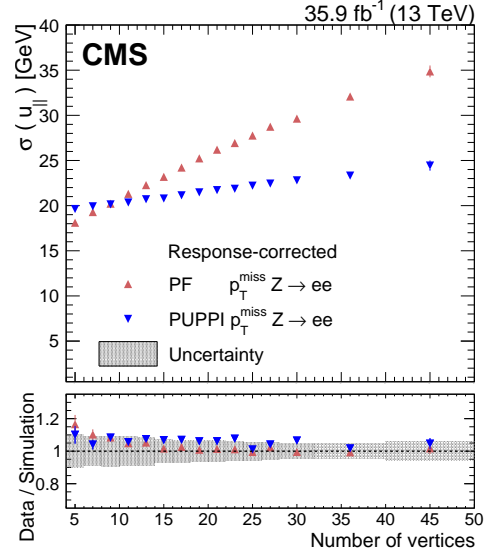 35.9 fb⁻¹ (13 TeV)
CMS
σ ( u_|| ) [GeV]
40
35
30
25
20
15
10
5
Response-corrected
PF p_T^miss Z → ee
PUPPI p_T^miss Z → ee
Uncertainty
Data / Simulation
1.2
1
0.8
5 10 15 20 25 30 35 40 45 50
Number of vertices